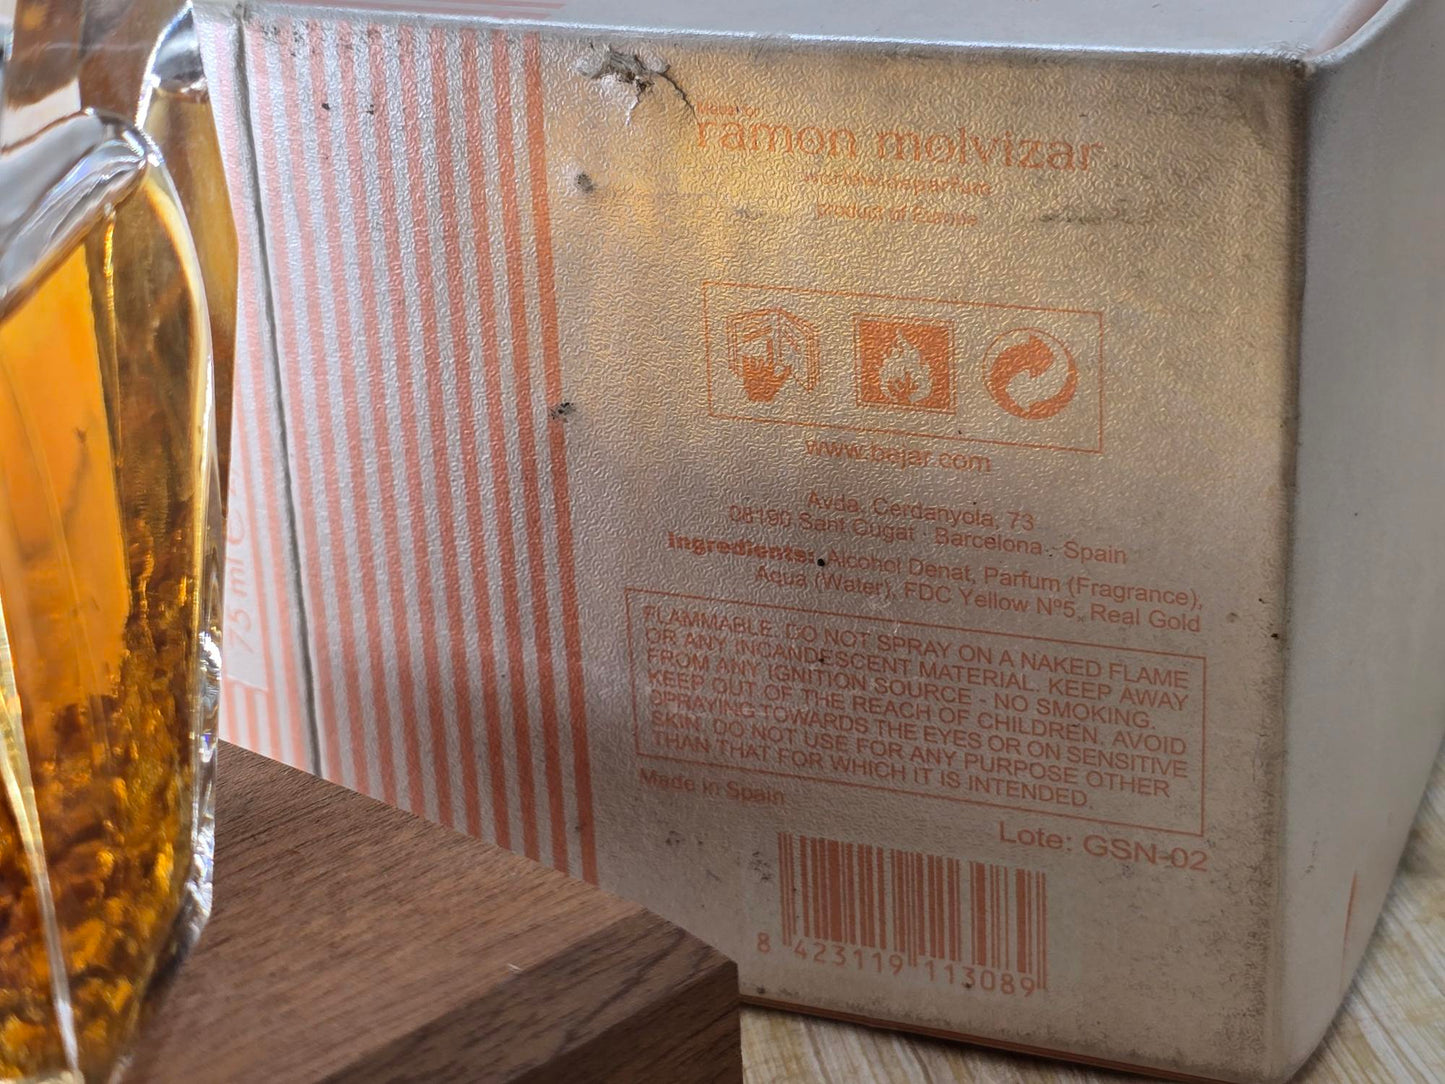 ramon molvizar
worldwideparfum
product of Europe
www.bejar.com
Avda. Cerdanyola, 73
08190 Sant Cugat · Barcelona · Spain
Ingredients: Alcohol Denat, Parfum (Fragrance),
Aqua (Water), FDC Yellow Nº5, Real Gold
FLAMMABLE. DO NOT SPRAY ON A NAKED FLAME
OR ANY INCANDESCENT MATERIAL. KEEP AWAY
FROM ANY IGNITION SOURCE - NO SMOKING.
KEEP OUT OF THE REACH OF CHILDREN. AVOID
SPRAYING TOWARDS THE EYES OR ON SENSITIVE
SKIN. DO NOT USE FOR ANY PURPOSE OTHER
THAN THAT FOR WHICH IT IS INTENDED.
Made in Spain
Lote: GSN-02
8 423119 113089
75 ml